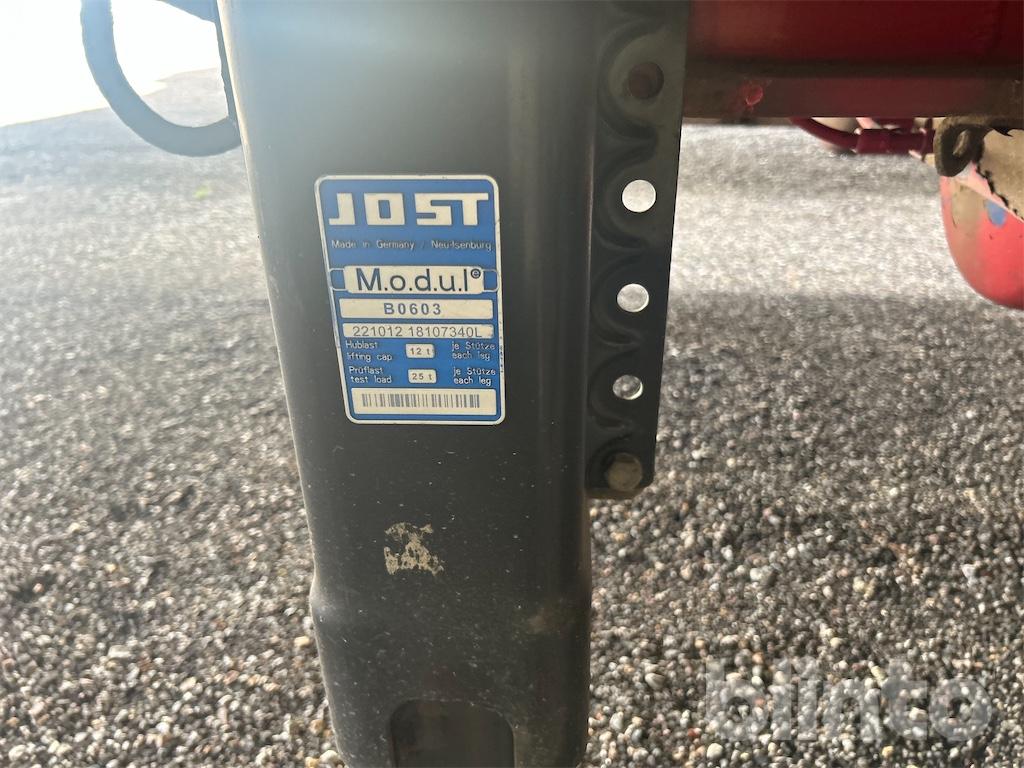 JOST
Made in Germany / Neu-Isenburg
M.o.d.u.l®
B0603
221012 18107340L
Hublast 12 t je Stütze
lifting cap. each leg
Prüflast 25 t je Stütze
test load each leg
bilnto